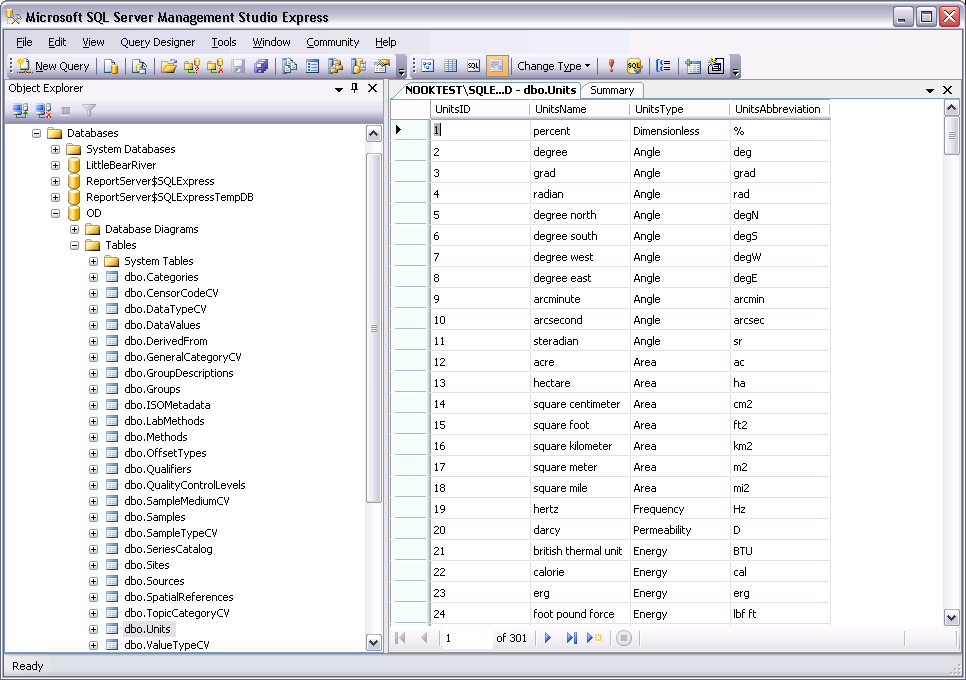 Microsoft SQL Server Management Studio Express
File Edit View Query Designer Tools Window Community Help
New Query SQL Change Type SQL
Object Explorer
Databases
System Databases
LittleBearRiver
ReportServer$SQLExpress
ReportServer$SQLExpressTempDB
OD
Database Diagrams
Tables
System Tables
dbo.Categories
dbo.CensorCodeCV
dbo.DataTypeCV
dbo.DataValues
dbo.DerivedFrom
dbo.GeneralCategoryCV
dbo.GroupDescriptions
dbo.Groups
dbo.ISOMetadata
dbo.LabMethods
dbo.Methods
dbo.OffsetTypes
dbo.Qualifiers
dbo.QualityControlLevels
dbo.SampleMediumCV
dbo.Samples
dbo.SampleTypeCV
dbo.SeriesCatalog
dbo.Sites
dbo.Sources
dbo.SpatialReferences
dbo.TopicCategoryCV
dbo.Units
dbo.ValueTypeCV
NOOKTEST\SQLE...D - dbo.Units Summary
UnitsID UnitsName UnitsType UnitsAbbreviation
1 percent Dimensionless %
2 degree Angle deg
3 grad Angle grad
4 radian Angle rad
5 degree north Angle degN
6 degree south Angle degS
7 degree west Angle degW
8 degree east Angle degE
9 arcminute Angle arcmin
10 arcsecond Angle arcsec
11 steradian Angle sr
12 acre Area ac
13 hectare Area ha
14 square centimeter Area cm2
15 square foot Area ft2
16 square kilometer Area km2
17 square meter Area m2
18 square mile Area mi2
19 hertz Frequency Hz
20 darcy Permeability D
21 british thermal unit Energy BTU
22 calorie Energy cal
23 erg Energy erg
24 foot pound force Energy lbf ft
1 of 301
Ready